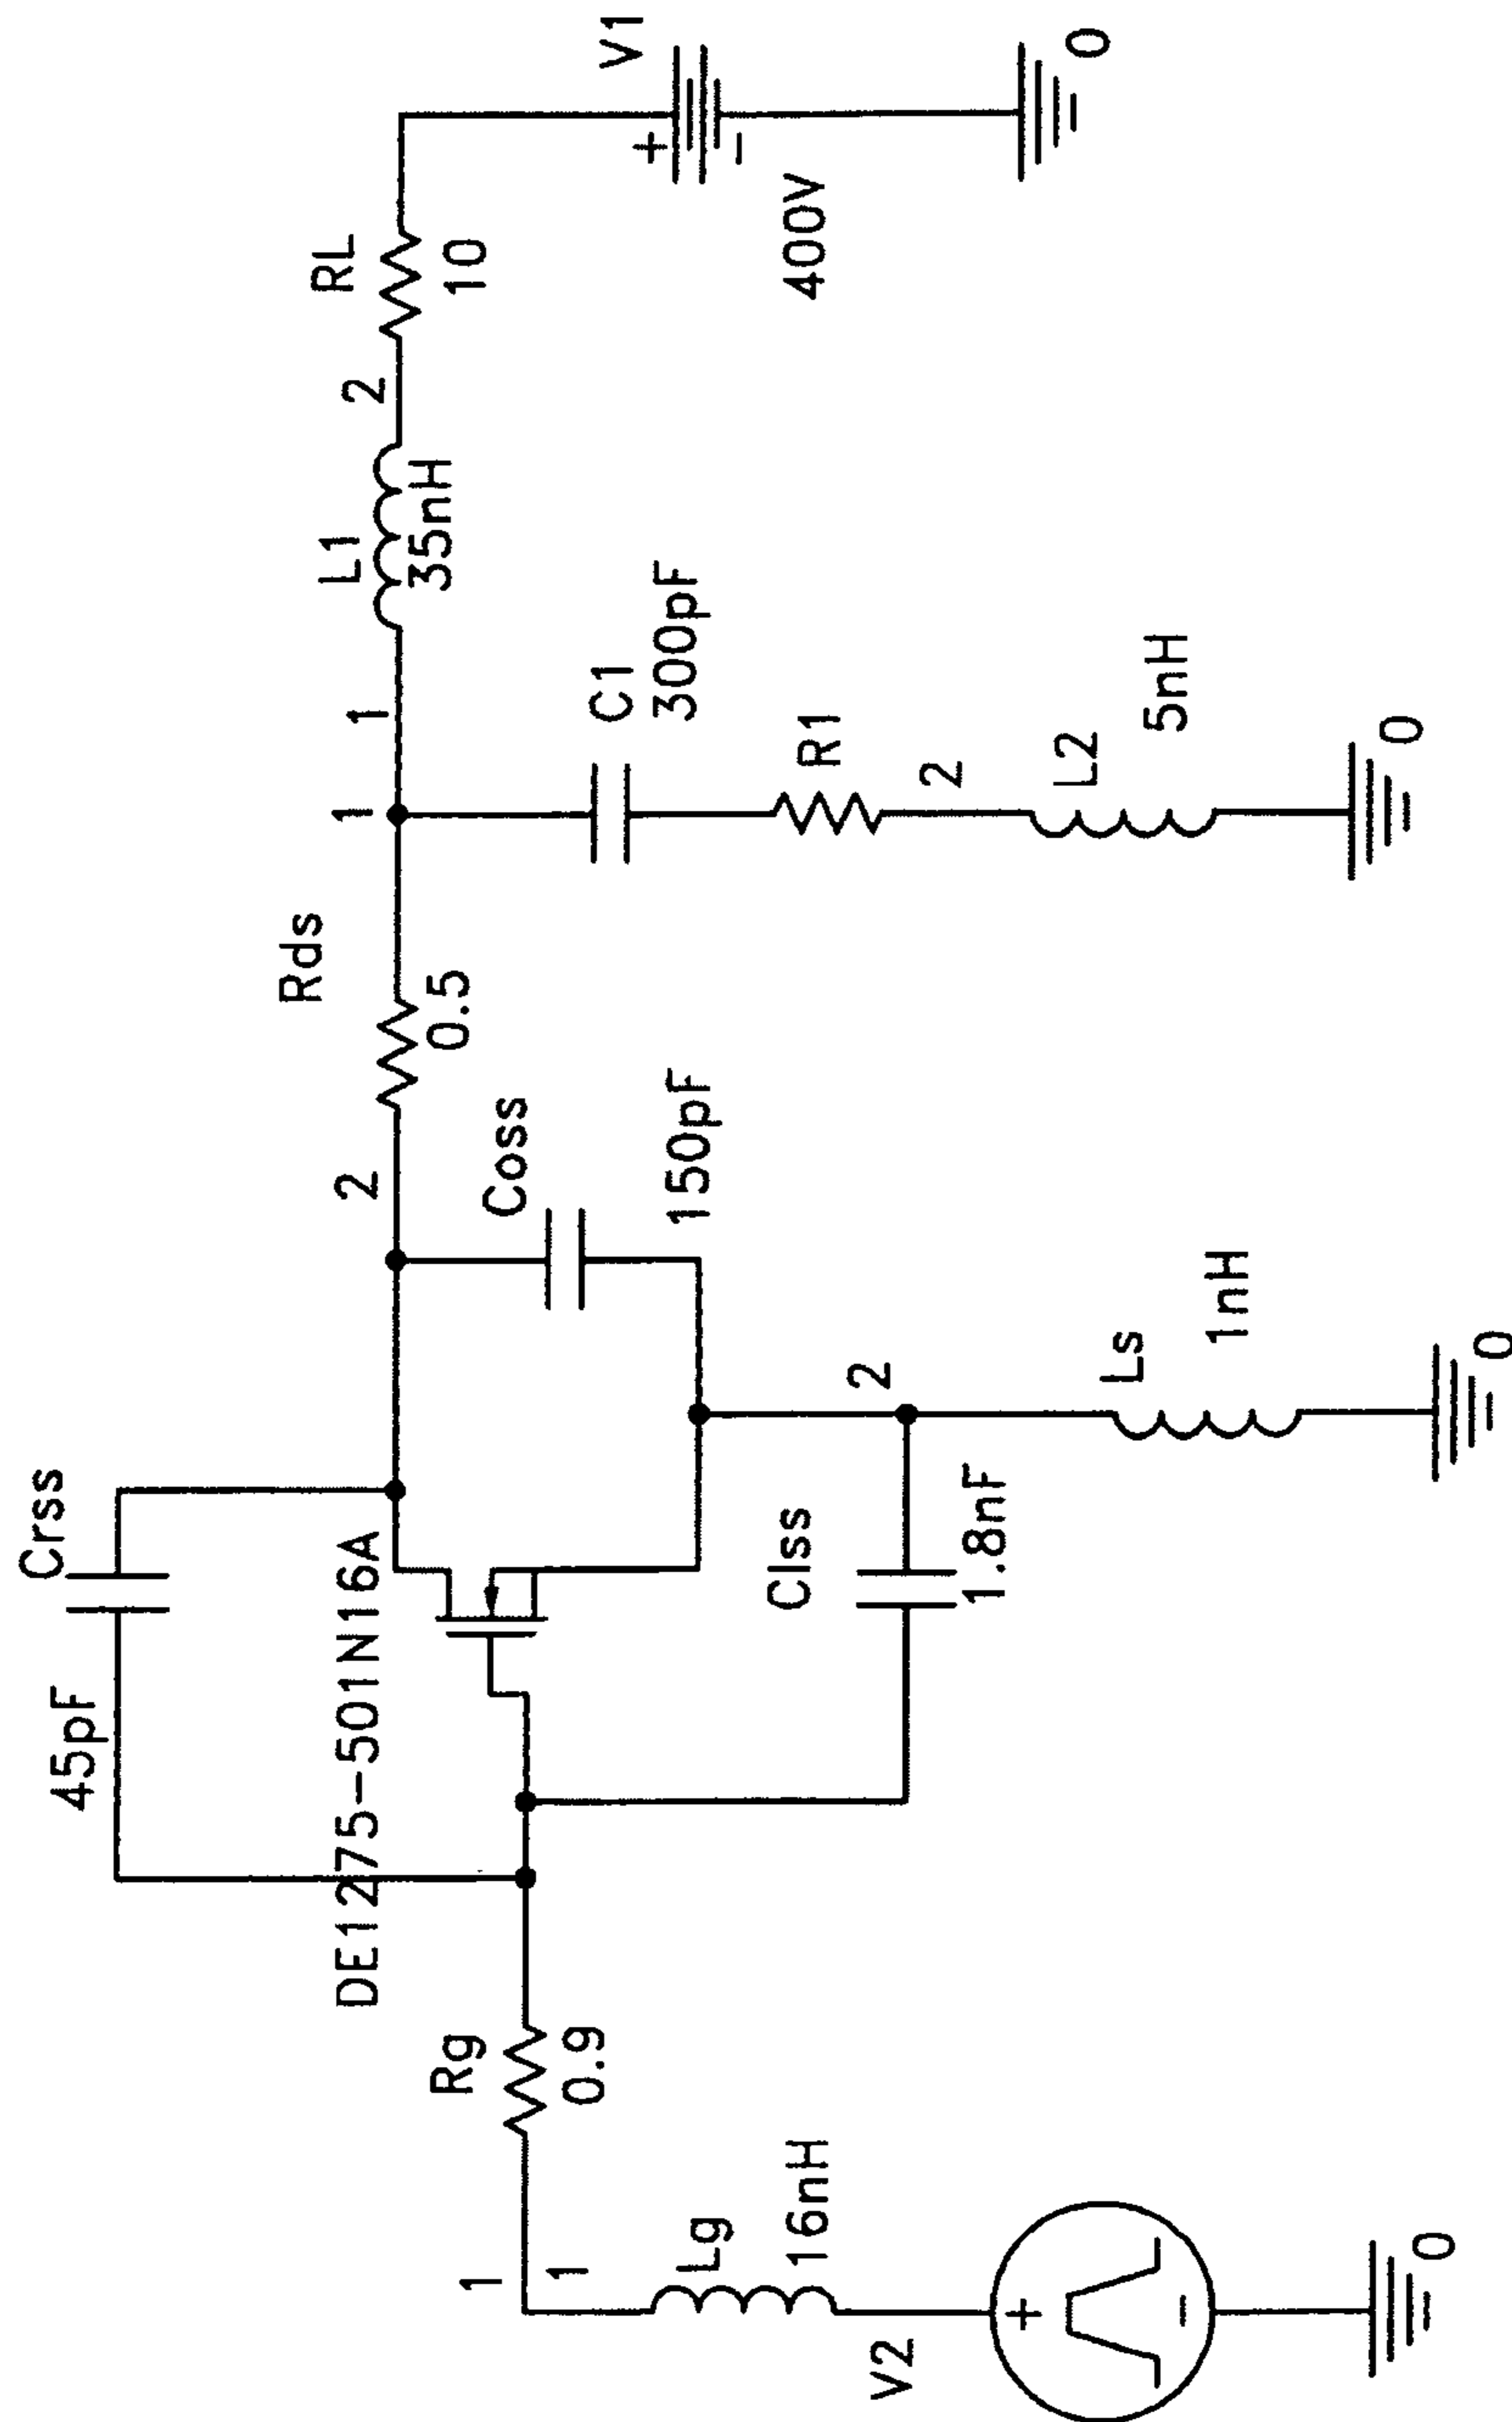 Crss
45pF
DE1275-501N16A
Rg
0.9
1
1
Lg
16nH
V2
+
-
0
CIss
1.8nF
2
Ls
1nH
0
Coss
150pF
2
Rds
0.5
1
1
C1
300pF
R1
2
L2
5nH
0
L1
35nH
2
RL
10
V1
+
-
400V
0